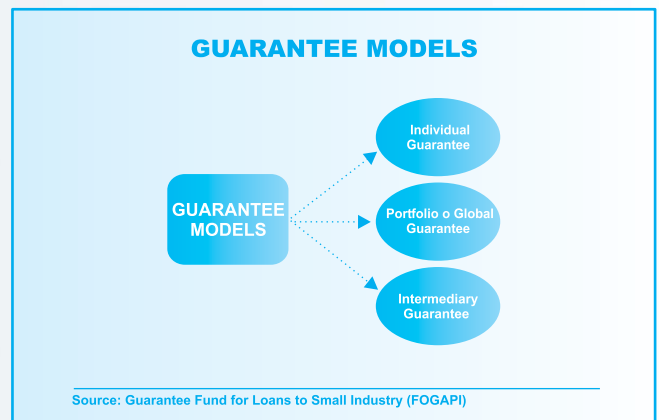 GUARANTEE MODELS
GUARANTEE
MODELS
Individual
Guarantee
Portfolio o Global
Guarantee
Intermediary
Guarantee
Source: Guarantee Fund for Loans to Small Industry (FOGAPI)